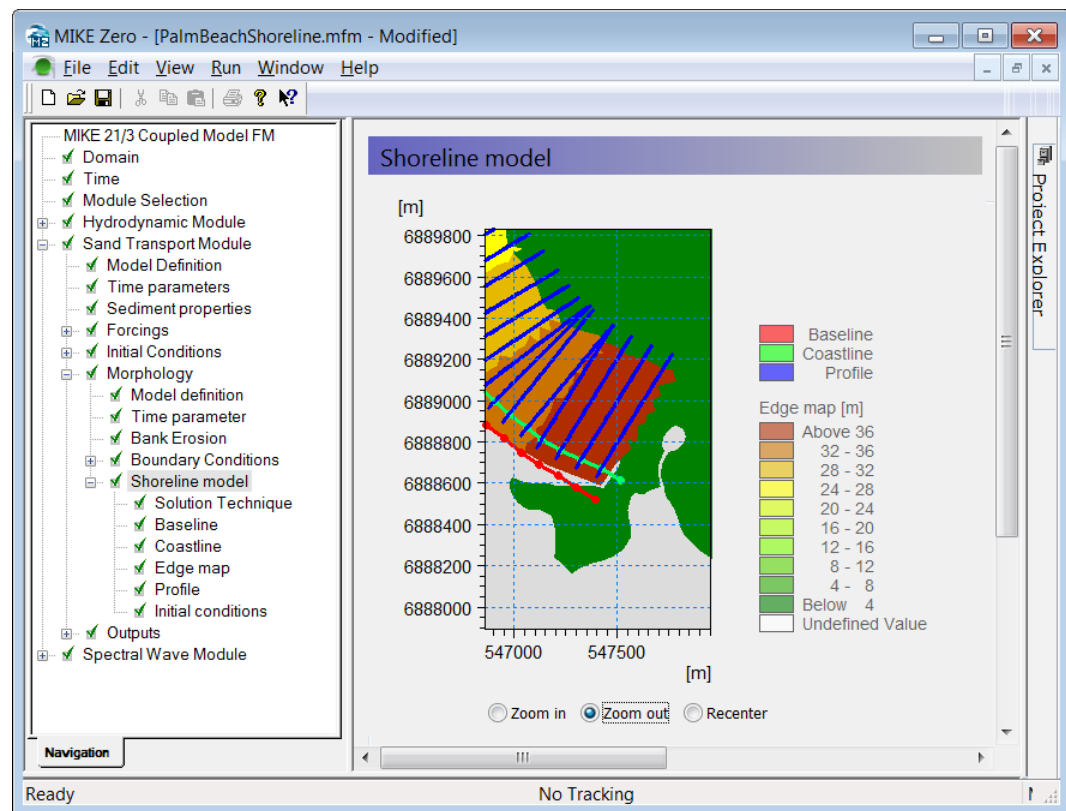 MIKE Zero - [PalmBeachShoreline.mfm - Modified]
File Edit View Run Window Help
MIKE 21/3 Coupled Model FM
Domain
Time
Module Selection
Hydrodynamic Module
Sand Transport Module
Model Definition
Time parameters
Sediment properties
Forcings
Initial Conditions
Morphology
Model definition
Time parameter
Bank Erosion
Boundary Conditions
Shoreline model
Solution Technique
Baseline
Coastline
Edge map
Profile
Initial conditions
Outputs
Spectral Wave Module
Navigation
Shoreline model
[m]
6889800
6889600
6889400
6889200
6889000
6888800
6888600
6888400
6888200
6888000
547000 547500
[m]
Baseline
Coastline
Profile
Edge map [m]
Above 36
32 - 36
28 - 32
24 - 28
20 - 24
16 - 20
12 - 16
8 - 12
4 - 8
Below 4
Undefined Value
Zoom in Zoom out Recenter
Project Explorer
Ready No Tracking